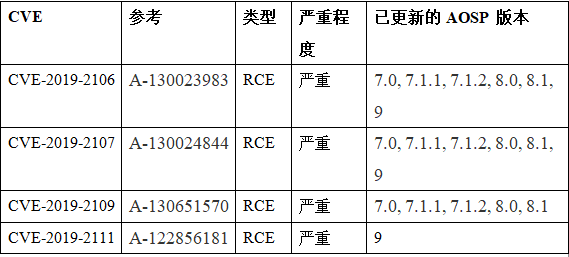 CVE 参考 类型 严重程度 已更新的 AOSP 版本
CVE-2019-2106 A-130023983 RCE 严重 7.0, 7.1.1, 7.1.2, 8.0, 8.1,
9
CVE-2019-2107 A-130024844 RCE 严重 7.0, 7.1.1, 7.1.2, 8.0, 8.1,
9
CVE-2019-2109 A-130651570 RCE 严重 7.0, 7.1.1, 7.1.2, 8.0, 8.1
CVE-2019-2111 A-122856181 RCE 严重 9